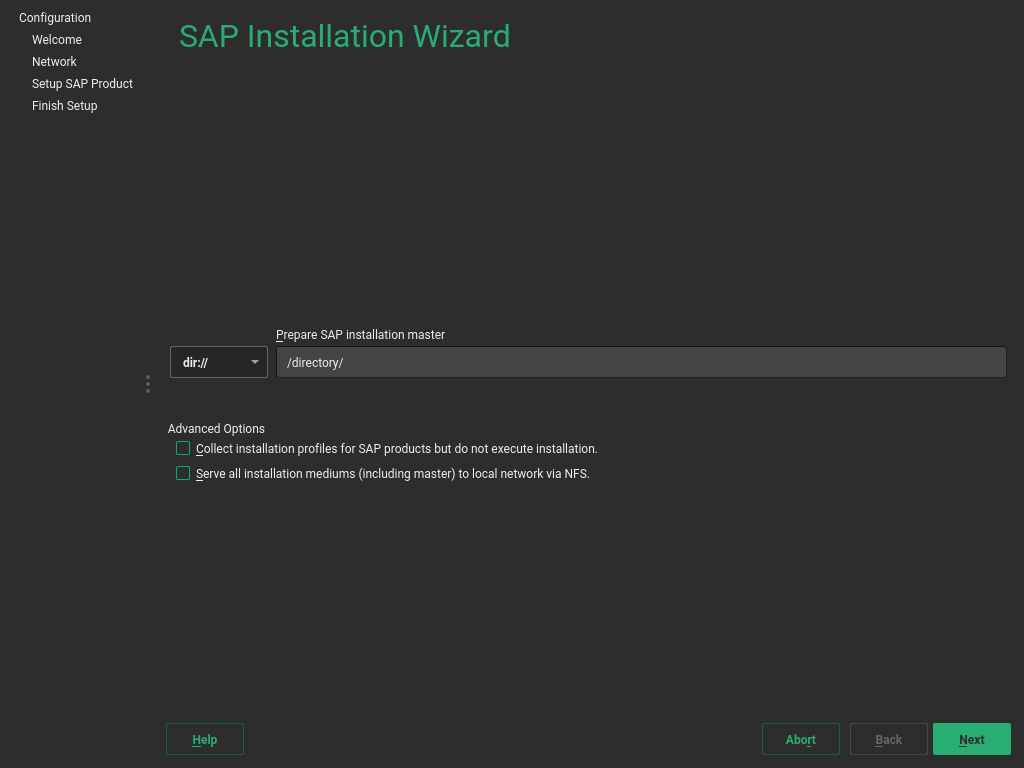 Configuration
Welcome
Network
Setup SAP Product
Finish Setup
SAP Installation Wizard
Prepare SAP installation master
dir://
/directory/
Advanced Options
Collect installation profiles for SAP products but do not execute installation.
Serve all installation mediums (including master) to local network via NFS.
Help
Abort
Back
Next